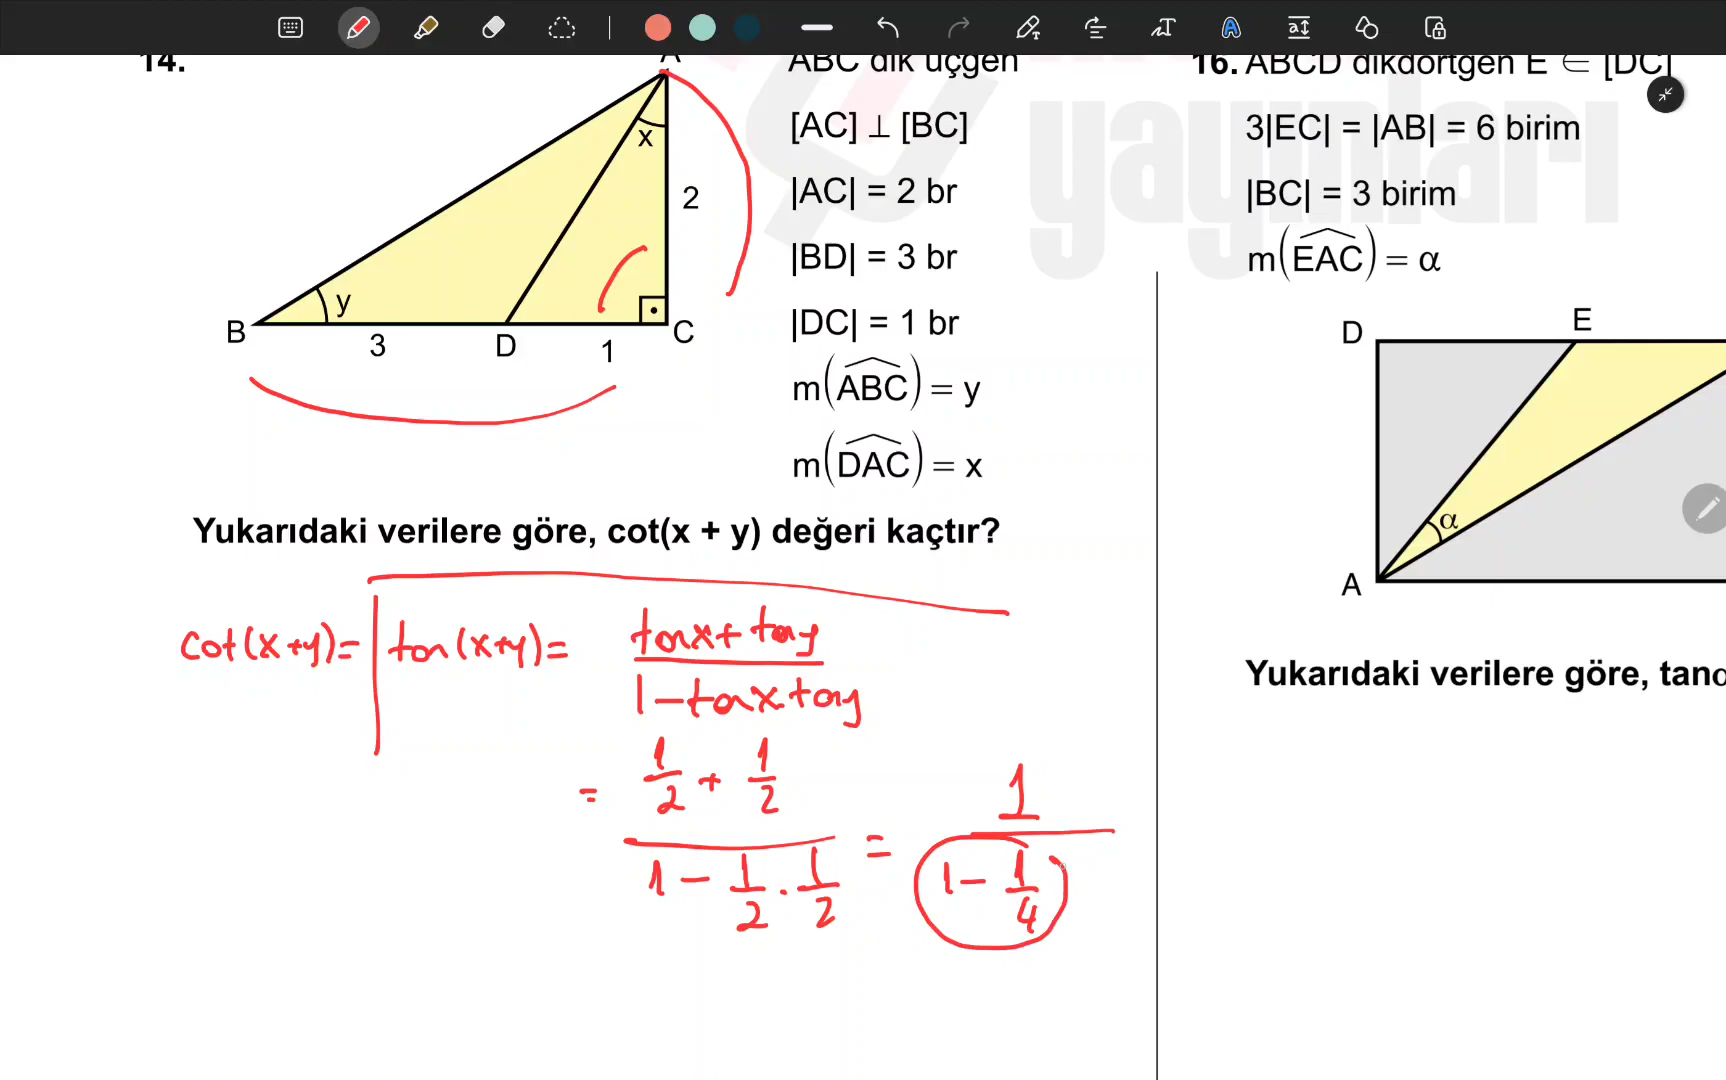 14.
A
ABC dik üçgen
[AC] ⊥ [BC]
|AC| = 2 br
|BD| = 3 br
|DC| = 1 br
m(ABC) = y
m(DAC) = x
x
2
y
B
3
D
1
C
Yukarıdaki verilere göre, cot(x + y) değeri kaçtır?
cot(x+y)= tan(x+y)= tanx+tany
1-tanx.tany
= 1/2 + 1/2
1 - 1/2 . 1/2
= 1
1 - 1/4
16. ABCD dikdörtgen E ∈ [DC]
3|EC| = |AB| = 6 birim
|BC| = 3 birim
m(EAC) = α
D
E
α
A
Yukarıdaki verilere göre, tanα
yayınları